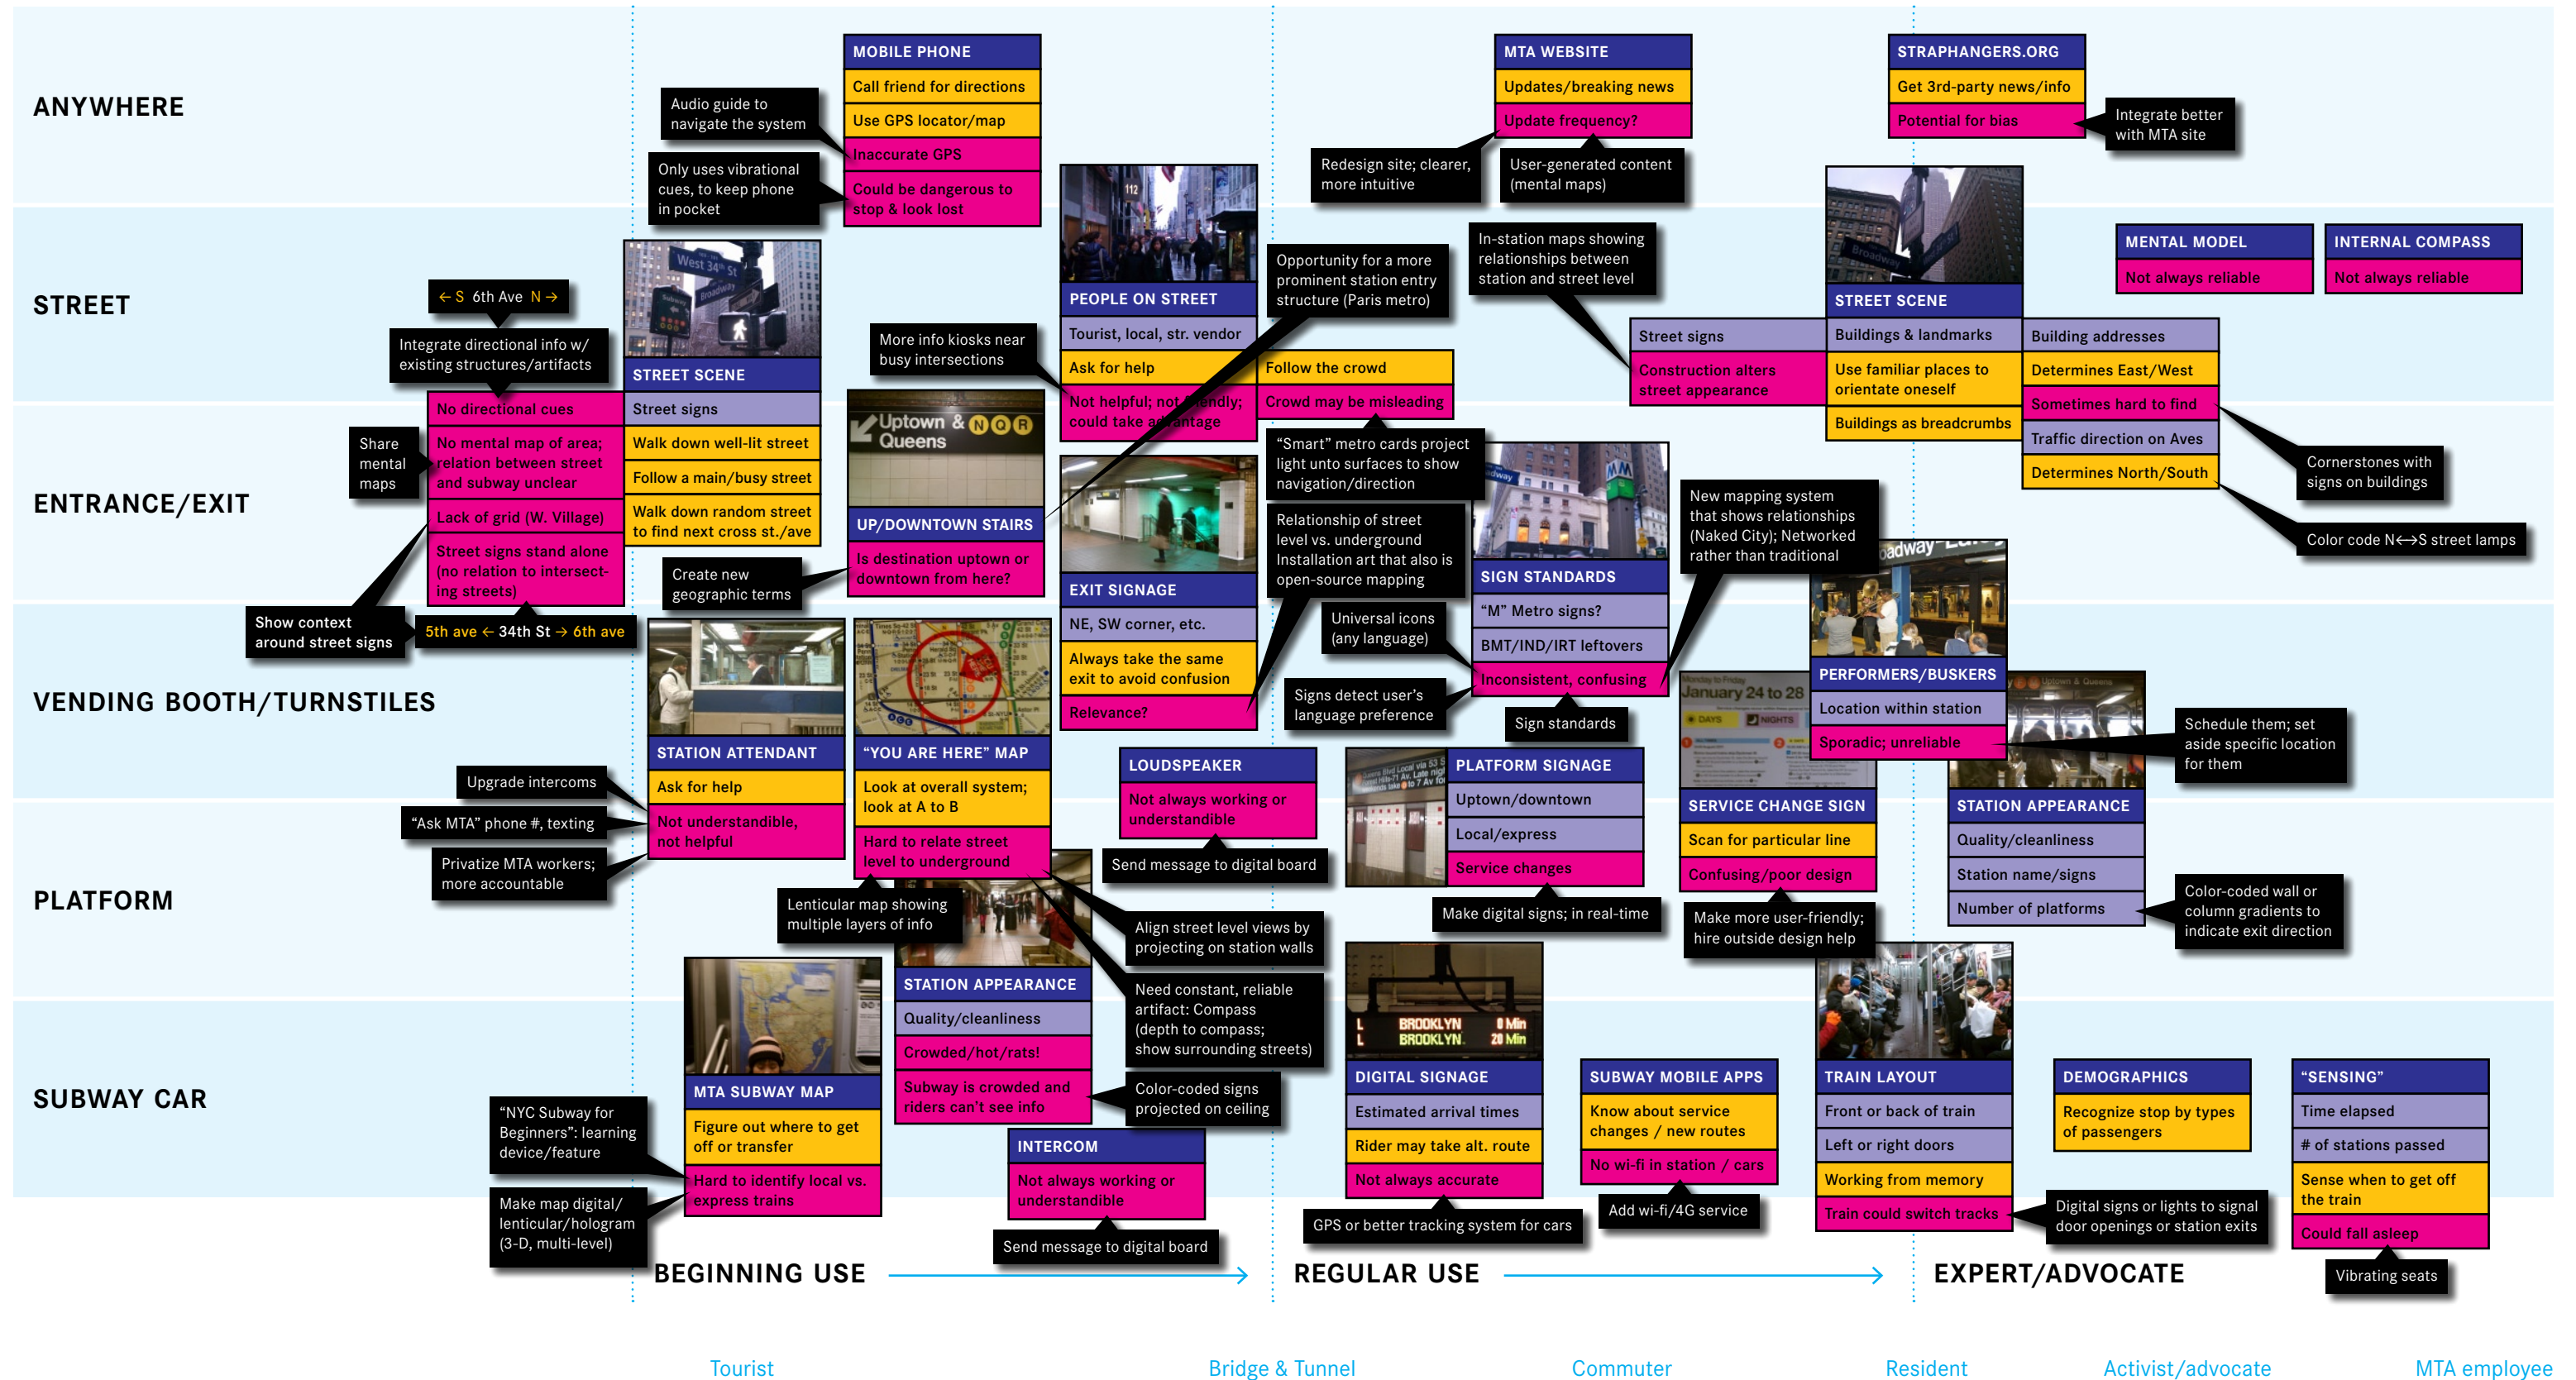 ANYWHERE
MOBILE PHONE
Call friend for directions
Use GPS locator/map
Inaccurate GPS
Could be dangerous to
stop & look lost
Audio guide to
navigate the system
Only uses vibrational
cues, to keep phone
in pocket
MTA WEBSITE
Updates/breaking news
Update frequency?
Redesign site; clearer,
more intuitive
User-generated content
(mental maps)
STRAPHANGERS.ORG
Get 3rd-party news/info
Potential for bias
Integrate better
with MTA site
STREET
← S 6th Ave N →
Integrate directional info w/
existing structures/artifacts
No directional cues
No mental map of area;
relation between street
and subway unclear
Lack of grid (W. Village)
Street signs stand alone
(no relation to intersect-
ing streets)
Share
mental
maps
Show context
around street signs
5th ave ← 34th St → 6th ave
West 34th St
Broadway
Subway
STREET SCENE
Street signs
Walk down well-lit street
Follow a main/busy street
Walk down random street
to find next cross st./ave
112
PEOPLE ON STREET
Tourist, local, str. vendor
Ask for help
Not helpful; not friendly;
could take advantage
Follow the crowd
Crowd may be misleading
More info kiosks near
busy intersections
Opportunity for a more
prominent station entry
structure (Paris metro)
"Smart" metro cards project
light unto surfaces to show
navigation/direction
In-station maps showing
relationships between
station and street level
Street signs
Construction alters
street appearance
Broadway
STREET SCENE
Buildings & landmarks
Use familiar places to
orientate oneself
Buildings as breadcrumbs
Building addresses
Determines East/West
Sometimes hard to find
Traffic direction on Aves
Determines North/South
Cornerstones with
signs on buildings
Color code N↔S street lamps
MENTAL MODEL
Not always reliable
INTERNAL COMPASS
Not always reliable
ENTRANCE/EXIT
Uptown & N Q R
Queens
UP/DOWNTOWN STAIRS
Is destination uptown or
downtown from here?
Create new
geographic terms
EXIT SIGNAGE
NE, SW corner, etc.
Always take the same
exit to avoid confusion
Relevance?
Relationship of street
level vs. underground
Installation art that also is
open-source mapping
adway
M M
SIGN STANDARDS
"M" Metro signs?
BMT/IND/IRT leftovers
Inconsistent, confusing
Universal icons
(any language)
Signs detect user's
language preference
Sign standards
New mapping system
that shows relationships
(Naked City); Networked
rather than traditional
VENDING BOOTH/TURNSTILES
STATION ATTENDANT
Ask for help
Not understandible,
not helpful
Upgrade intercoms
"Ask MTA" phone #, texting
Privatize MTA workers;
more accountable
"YOU ARE HERE" MAP
Look at overall system;
look at A to B
Hard to relate street
level to underground
Lenticular map showing
multiple layers of info
Align street level views by
projecting on station walls
Need constant, reliable
artifact: Compass
(depth to compass;
show surrounding streets)
PERFORMERS/BUSKERS
Location within station
Sporadic; unreliable
Schedule them; set
aside specific location
for them
PLATFORM
LOUDSPEAKER
Not always working or
understandible
Send message to digital board
PLATFORM SIGNAGE
Uptown/downtown
Local/express
Service changes
Make digital signs; in real-time
Monday to Friday
January 24 to 28
DAYS
NIGHTS
SERVICE CHANGE SIGN
Scan for particular line
Confusing/poor design
Make more user-friendly;
hire outside design help
Uptown & Queens
STATION APPEARANCE
Quality/cleanliness
Station name/signs
Number of platforms
Color-coded wall or
column gradients to
indicate exit direction
STATION APPEARANCE
Quality/cleanliness
Crowded/hot/rats!
Subway is crowded and
riders can't see info
Color-coded signs
projected on ceiling
SUBWAY CAR
MTA SUBWAY MAP
Figure out where to get
off or transfer
Hard to identify local vs.
express trains
"NYC Subway for
Beginners": learning
device/feature
Make map digital/
lenticular/hologram
(3-D, multi-level)
INTERCOM
Not always working or
understandible
Send message to digital board
L BROOKLYN 0 Min
L BROOKLYN 20 Min
DIGITAL SIGNAGE
Estimated arrival times
Rider may take alt. route
Not always accurate
GPS or better tracking system for cars
SUBWAY MOBILE APPS
Know about service
changes / new routes
No wi-fi in station / cars
Add wi-fi/4G service
TRAIN LAYOUT
Front or back of train
Left or right doors
Working from memory
Train could switch tracks
Digital signs or lights to signal
door openings or station exits
DEMOGRAPHICS
Recognize stop by types
of passengers
"SENSING"
Time elapsed
# of stations passed
Sense when to get off
the train
Could fall asleep
Vibrating seats
BEGINNING USE
REGULAR USE
EXPERT/ADVOCATE
Tourist
Bridge & Tunnel
Commuter
Resident
Activist/advocate
MTA employee